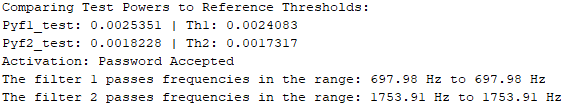 Comparing Test Powers to Reference Thresholds:
Pyf1_test: 0.0025351 | Th1: 0.0024083
Pyf2_test: 0.0018228 | Th2: 0.0017317
Activation: Password Accepted
The filter 1 passes frequencies in the range: 697.98 Hz to 697.98 Hz
The filter 2 passes frequencies in the range: 1753.91 Hz to 1753.91 Hz